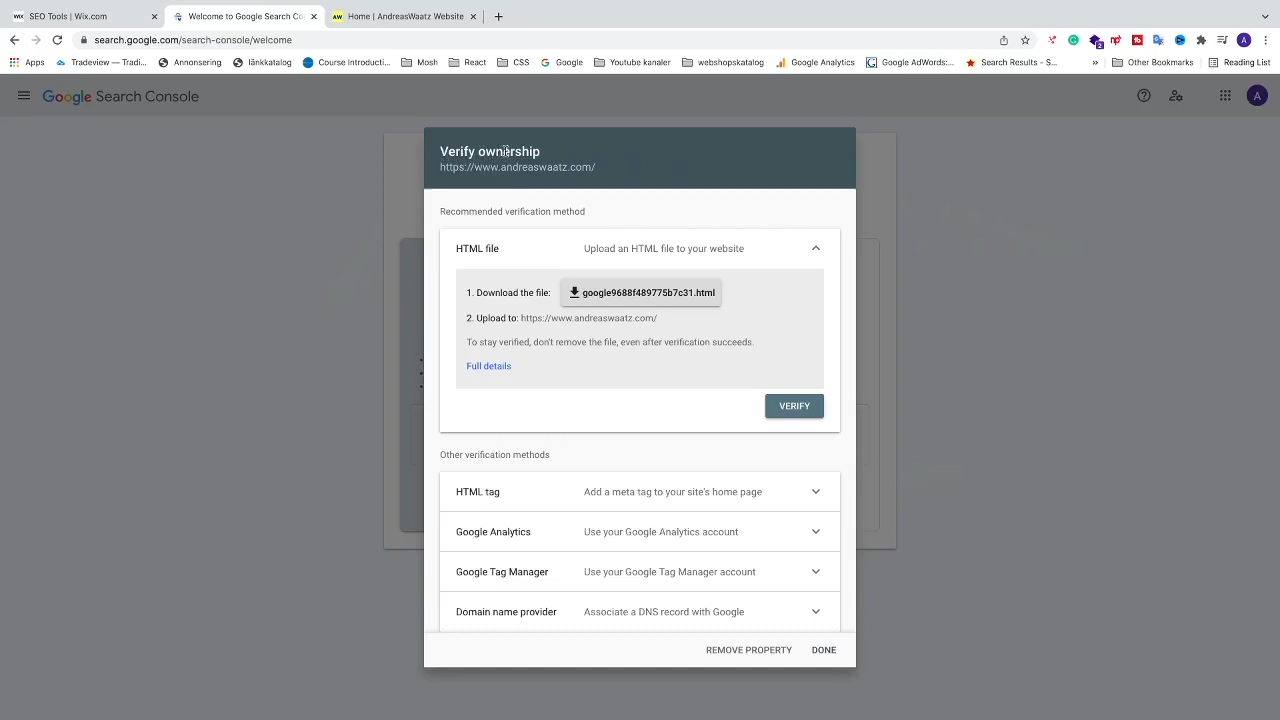 SEO Tools | Wix.com
Welcome to Google Search Co
Home | AndreasWaatz Website
search.google.com/search-console/welcome
Apps
Tradeview — Tradi...
Annonsering
länkkatalog
Course Introducti...
Mosh
React
CSS
Google
Youtube kanaler
webshopskatalog
Google Analytics
Google AdWords:...
Search Results - S...
»
Other Bookmarks
Reading List
Google Search Console
A
Verify ownership
https://www.andreaswaatz.com/
Recommended verification method
HTML file Upload an HTML file to your website
1. Download the file: google9688f489775b7c31.html
2. Upload to: https://www.andreaswaatz.com/
To stay verified, don't remove the file, even after verification succeeds.
Full details
VERIFY
Other verification methods
HTML tag Add a meta tag to your site's home page
Google Analytics Use your Google Analytics account
Google Tag Manager Use your Google Tag Manager account
Domain name provider Associate a DNS record with Google
REMOVE PROPERTY DONE